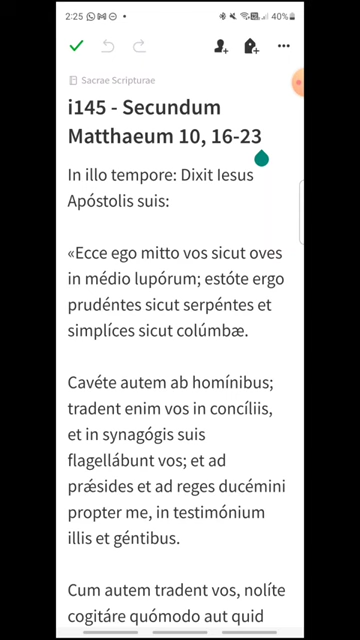 2:25
40%
Sacrae Scripturae
i145 - Secundum
Matthaeum 10, 16-23
In illo tempore: Dixit Iesus
Apóstolis suis:
«Ecce ego mitto vos sicut oves
in médio lupórum; estóte ergo
prudéntes sicut serpéntes et
simplíces sicut colúmbæ.
Cavéte autem ab homínibus;
tradent enim vos in concíliis,
et in synagógis suis
flagellábunt vos; et ad
prǽsides et ad reges ducémini
propter me, in testimónium
illis et géntibus.
Cum autem tradent vos, nolíte
cogitáre quómodo aut quid